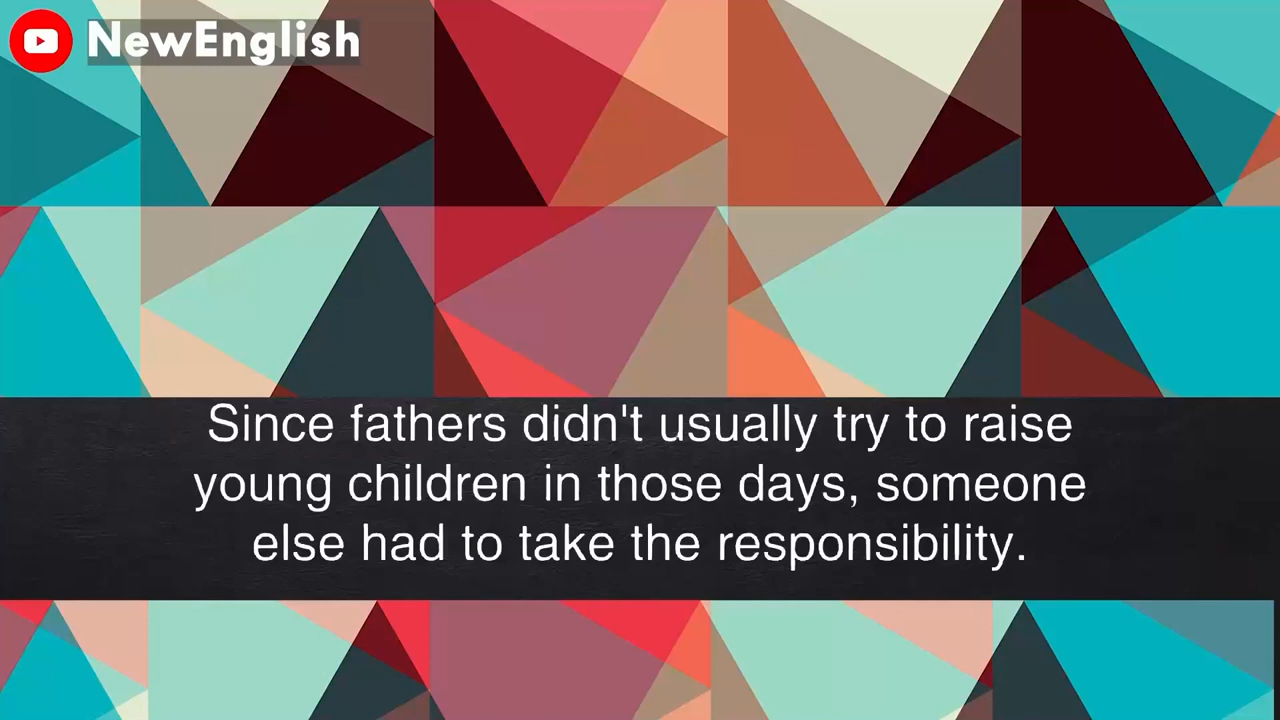 NewEnglish
Since fathers didn't usually try to raise
young children in those days, someone
else had to take the responsibility.